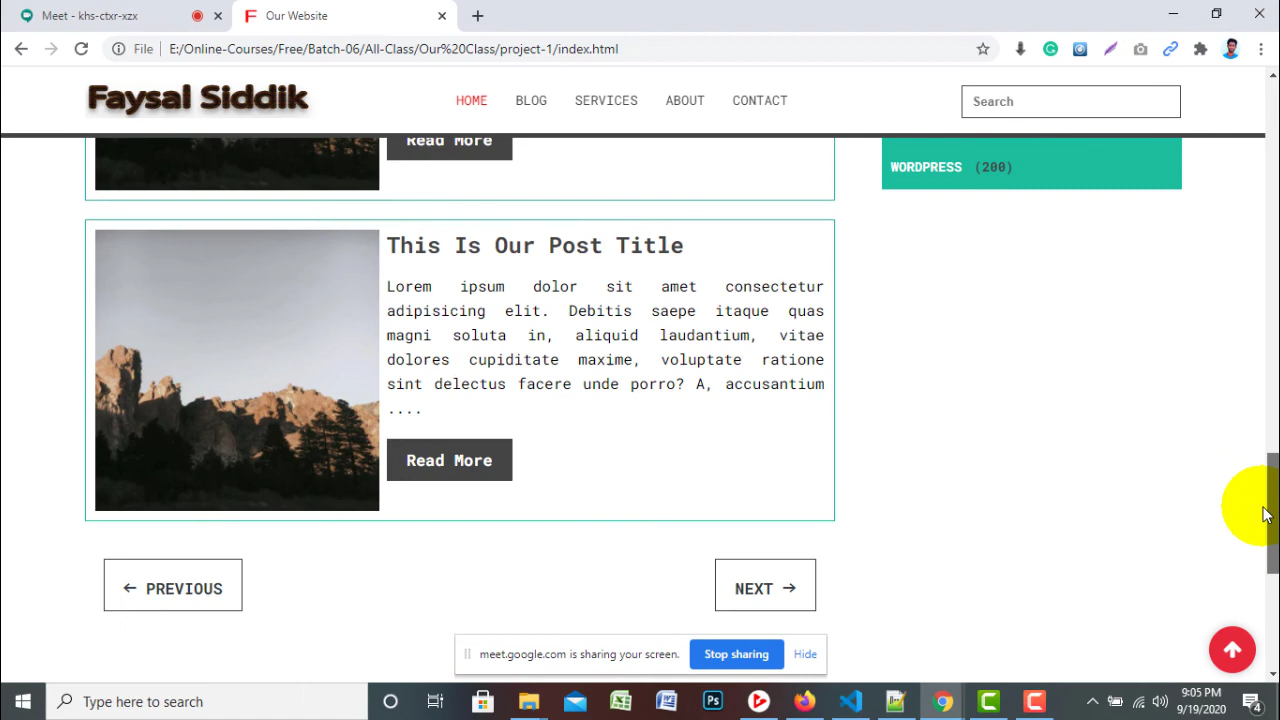 Meet - khs-ctxr-xzx
Our Website
File E:/Online-Courses/Free/Batch-06/All-Class/Our%20Class/project-1/index.html
Faysal Siddik
HOME BLOG SERVICES ABOUT CONTACT
Search
Read More
WORDPRESS (200)
This Is Our Post Title
Lorem ipsum dolor sit amet consectetur
adipisicing elit. Debitis saepe itaque quas
magni soluta in, aliquid laudantium, vitae
dolores cupiditate maxime, voluptate ratione
sint delectus facere unde porro? A, accusantium
....
Read More
← PREVIOUS
NEXT →
meet.google.com is sharing your screen. Stop sharing Hide
Type here to search
9:05 PM
9/19/2020
4